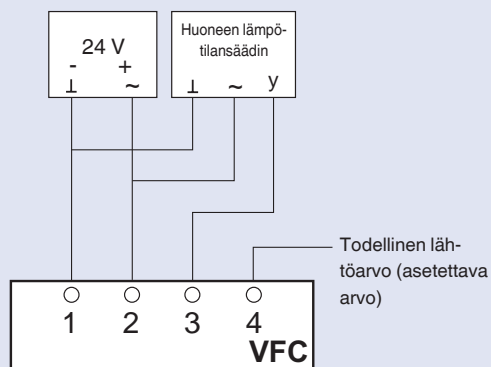 24 V
- +
⊥ ~
Huoneen lämpö-
tilansäädin
⊥ ~ y
Todellinen läh-
töarvo (asetettava
arvo)
1 2 3 4
VFC